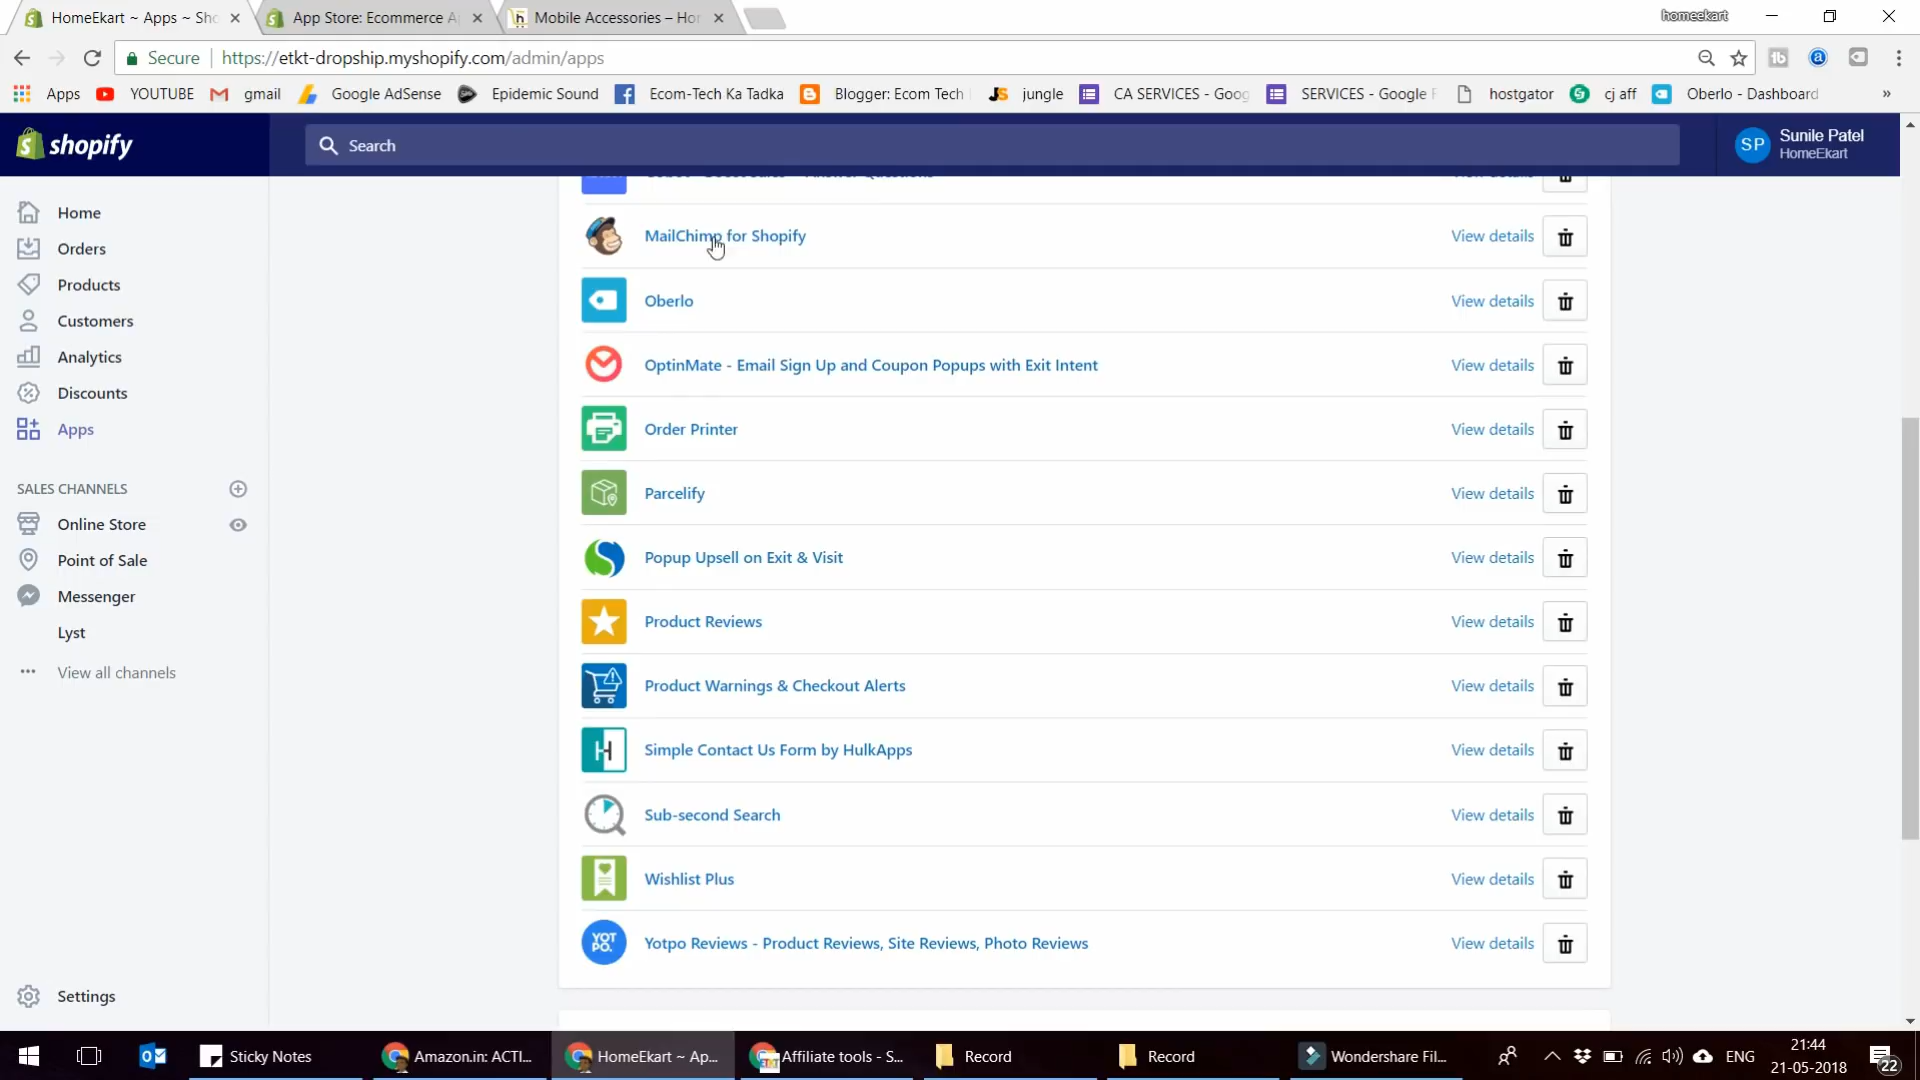 HomeEkart ~ Apps ~ Sho
App Store: Ecommerce A
Mobile Accessories – Hor
homeekart
Secure
https://etkt-dropship.myshopify.com/admin/apps
Apps
YOUTUBE
gmail
Google AdSense
Epidemic Sound
Ecom-Tech Ka Tadka
Blogger: Ecom Tech
jungle
CA SERVICES - Goog
SERVICES - Google F
hostgator
cj aff
Oberlo - Dashboard
»
shopify
Search
SP
Sunile Patel
HomeEkart
Home
Orders
Products
Customers
Analytics
Discounts
Apps
SALES CHANNELS
Online Store
Point of Sale
Messenger
Lyst
View all channels
Settings
MailChimp for Shopify
View details
Oberlo
View details
OptinMate - Email Sign Up and Coupon Popups with Exit Intent
View details
Order Printer
View details
Parcelify
View details
Popup Upsell on Exit & Visit
View details
Product Reviews
View details
Product Warnings & Checkout Alerts
View details
H
Simple Contact Us Form by HulkApps
View details
Sub-second Search
View details
Wishlist Plus
View details
YOT
PO.
Yotpo Reviews - Product Reviews, Site Reviews, Photo Reviews
View details
Sticky Notes
Amazon.in: ACTI...
HomeEkart ~ Ap...
Affiliate tools - S...
Record
Record
Wondershare Fil...
ENG
21:44
21-05-2018
22